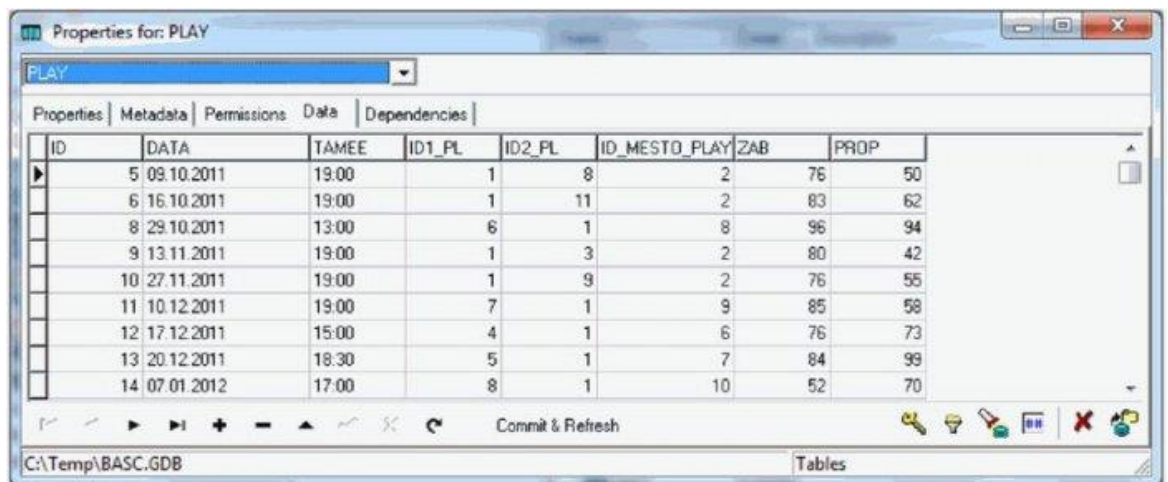 Properties for: PLAY
PLAY
Properties Metadata Permissions Data Dependencies
ID DATA TAMEE ID1_PL ID2_PL ID_MESTO_PLAY ZAB PROP
5 09.10.2011 19:00 1 8 2 76 50
6 16.10.2011 19:00 1 11 2 83 62
8 29.10.2011 13:00 6 1 8 96 94
9 13.11.2011 19:00 1 3 2 80 42
10 27.11.2011 19:00 1 9 2 76 55
11 10.12.2011 19:00 7 1 9 85 58
12 17.12.2011 15:00 4 1 6 76 73
13 20.12.2011 18:30 5 1 7 84 99
14 07.01.2012 17:00 8 1 10 52 70
Commit & Refresh
C:\Temp\BASC.GDB Tables